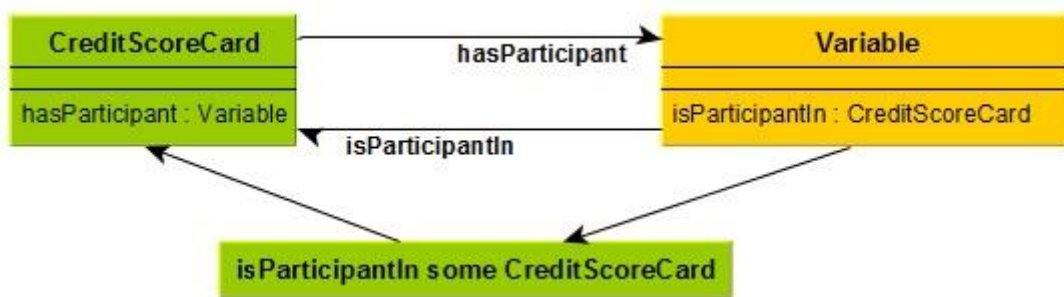 CreditScoreCard
hasParticipant : Variable
hasParticipant
isParticipantIn
Variable
isParticipantIn : CreditScoreCard
isParticipantIn some CreditScoreCard